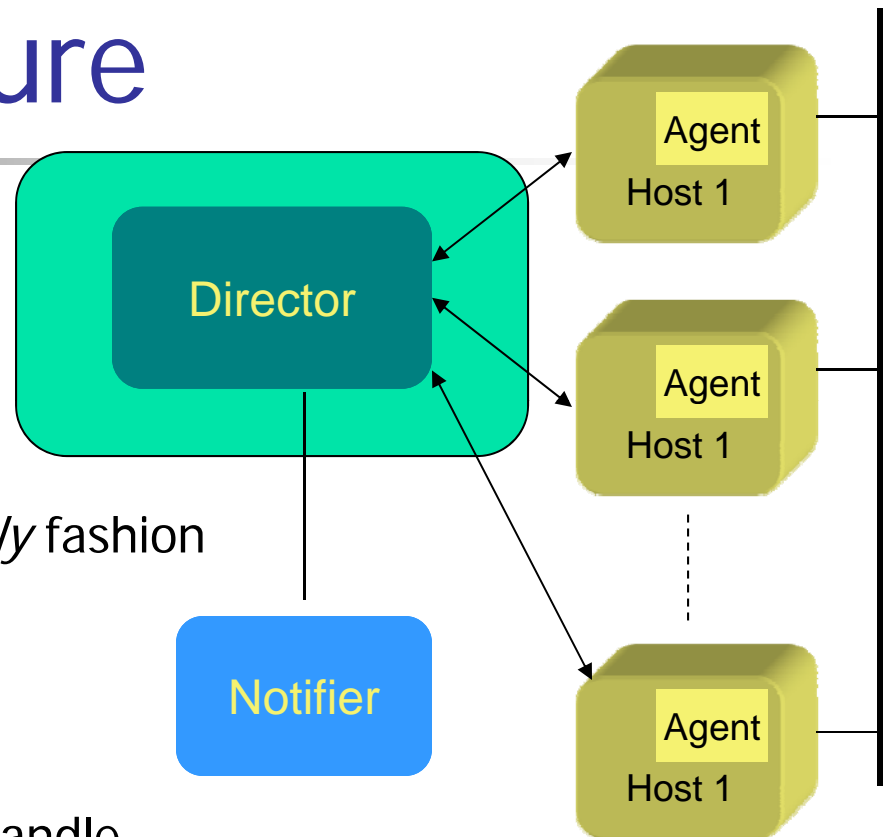 ure
Agent
Host 1
Director
Agent
Host 1
ly fashion
Notifier
Agent
Host 1
andle